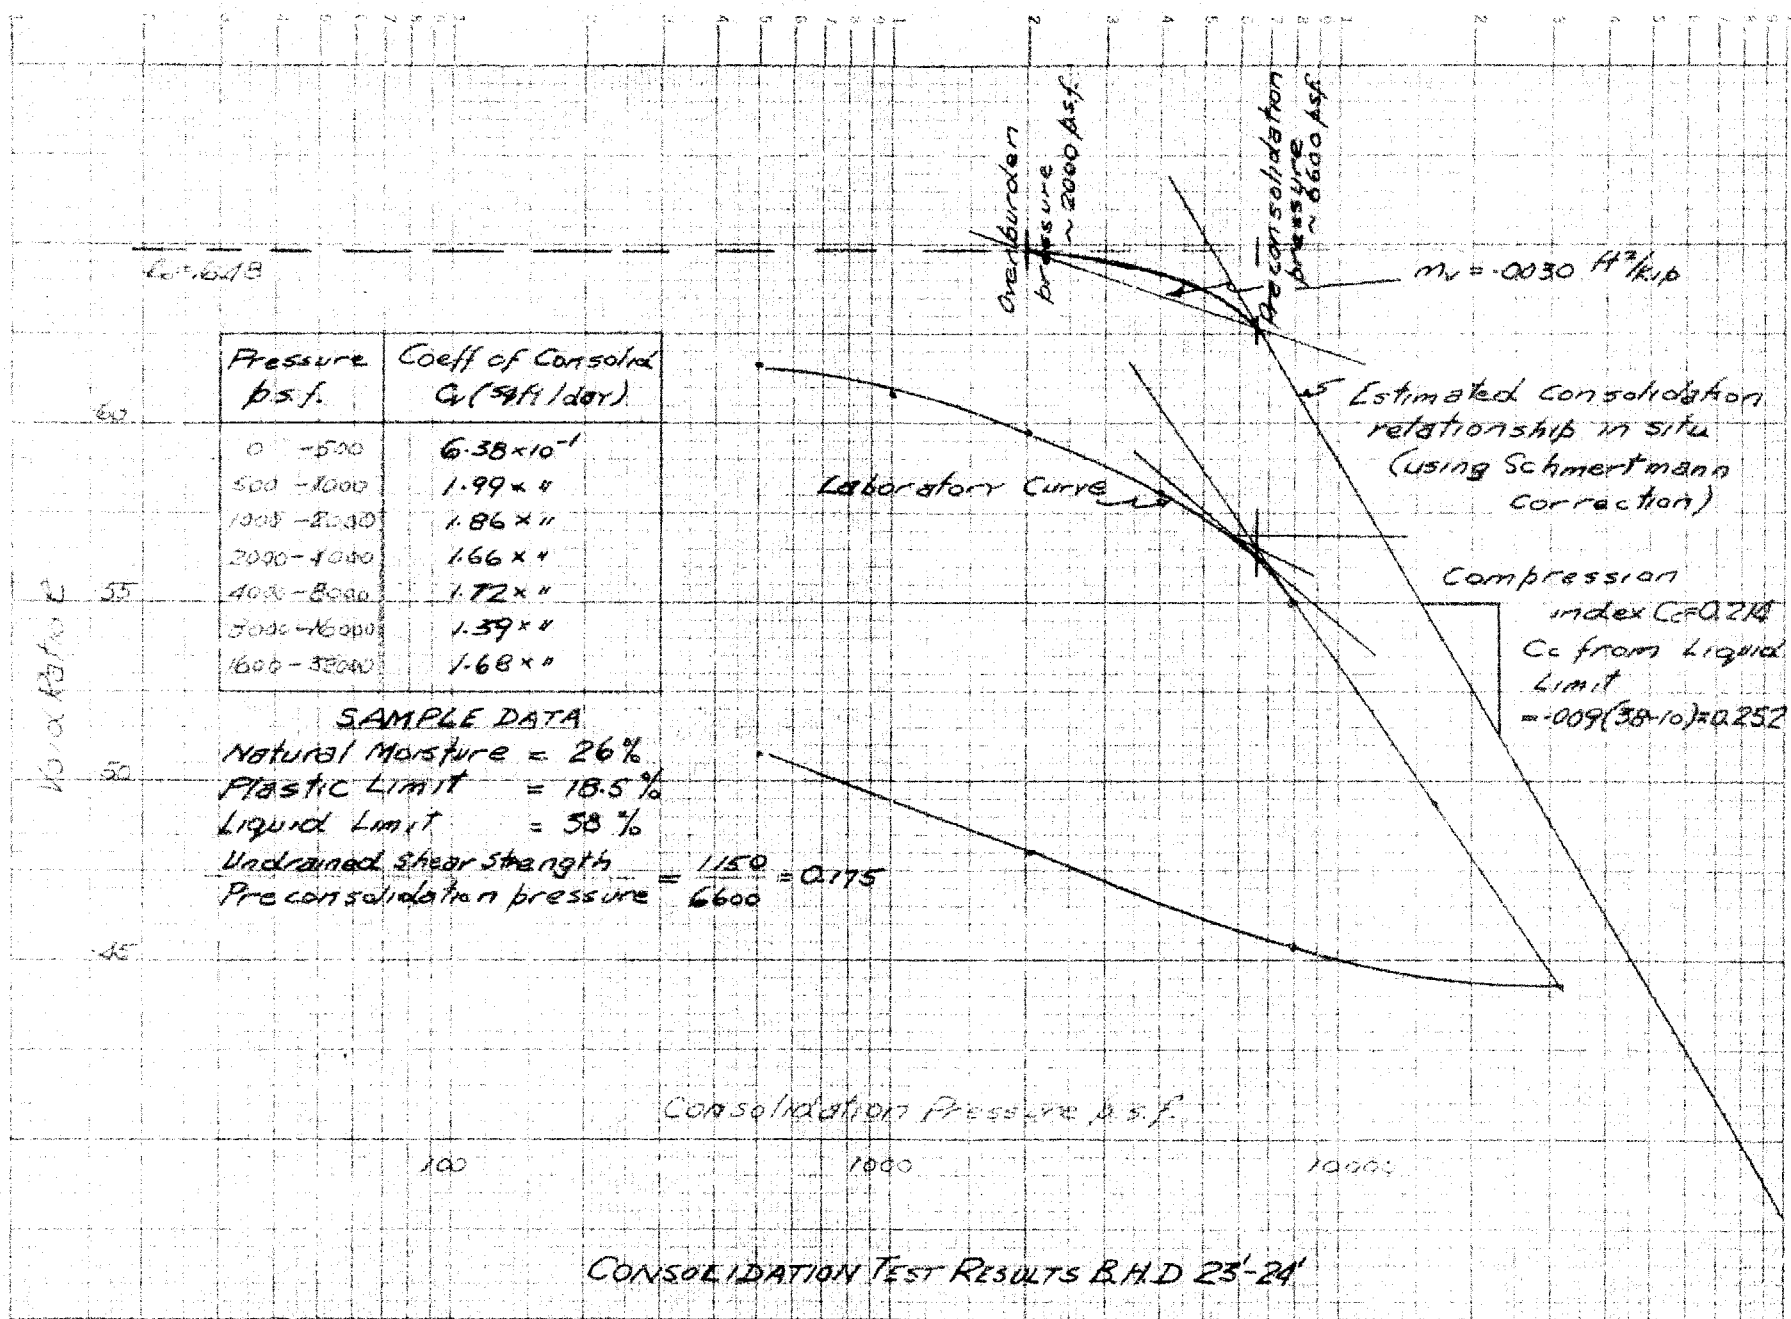 Overburden
pressure
~ 2000 p.s.f.
Preconsolidation
pressure
~ 6600 p.s.f.
mv = .0030 ft²/kip
Pressure p.s.f. | Coeff of Consolid Cv (sqft/day)
0 - 500 | 6.38 × 10⁻¹
500 - 1000 | 1.99 × "
1000 - 2000 | 1.86 × "
2000 - 4000 | 1.66 × "
4000 - 8000 | 1.72 × "
8000 - 16000 | 1.39 × "
1600 - 32000 | 1.68 × "
Estimated consolidation
relationship in situ
(using Schmertmann
correction)
Laboratory Curve
Compression
index Cc = 0.214
Cc from Liquid
Limit
= .009(38-10) = 0.252
SAMPLE DATA
Natural Moisture = 26%
Plastic Limit = 18.5%
Liquid Limit = 38%
Undrained shear strength / Preconsolidation pressure = 1150 / 6600 = 0.175
Void Ratio e
.60
.55
.50
.45
Consolidation Pressure p.s.f.
100
1000
10000
CONSOLIDATION TEST RESULTS B.H.D 23'-24'